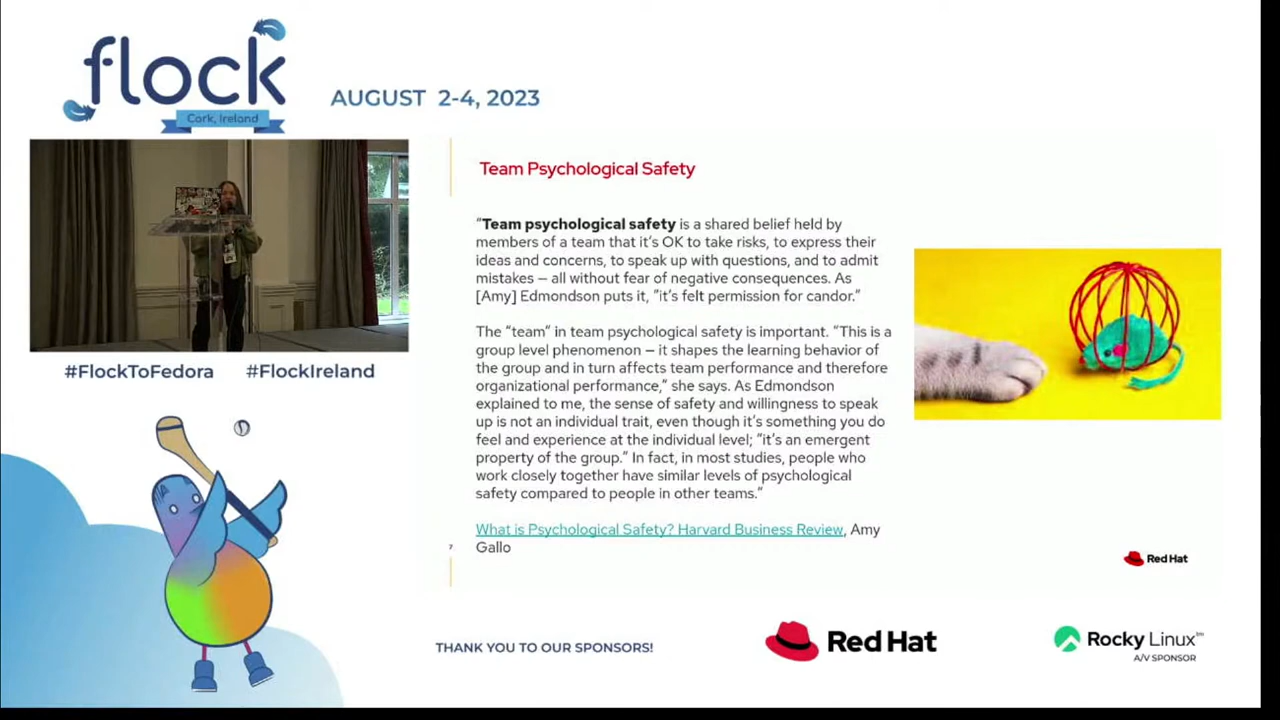 flock
Cork, Ireland
AUGUST 2-4, 2023
#FlockToFedora #FlockIreland
Team Psychological Safety
“Team psychological safety is a shared belief held by
members of a team that it’s OK to take risks, to express their
ideas and concerns, to speak up with questions, and to admit
mistakes — all without fear of negative consequences. As
[Amy] Edmondson puts it, “it’s felt permission for candor.”
The “team” in team psychological safety is important. “This is a
group level phenomenon — it shapes the learning behavior of
the group and in turn affects team performance and therefore
organizational performance,” she says. As Edmondson
explained to me, the sense of safety and willingness to speak
up is not an individual trait, even though it’s something you do
feel and experience at the individual level; “it’s an emergent
property of the group.” In fact, in most studies, people who
work closely together have similar levels of psychological
safety compared to people in other teams.”
What is Psychological Safety? Harvard Business Review, Amy
Gallo
7
Red Hat
THANK YOU TO OUR SPONSORS!
Red Hat
Rocky Linux™
A/V SPONSOR